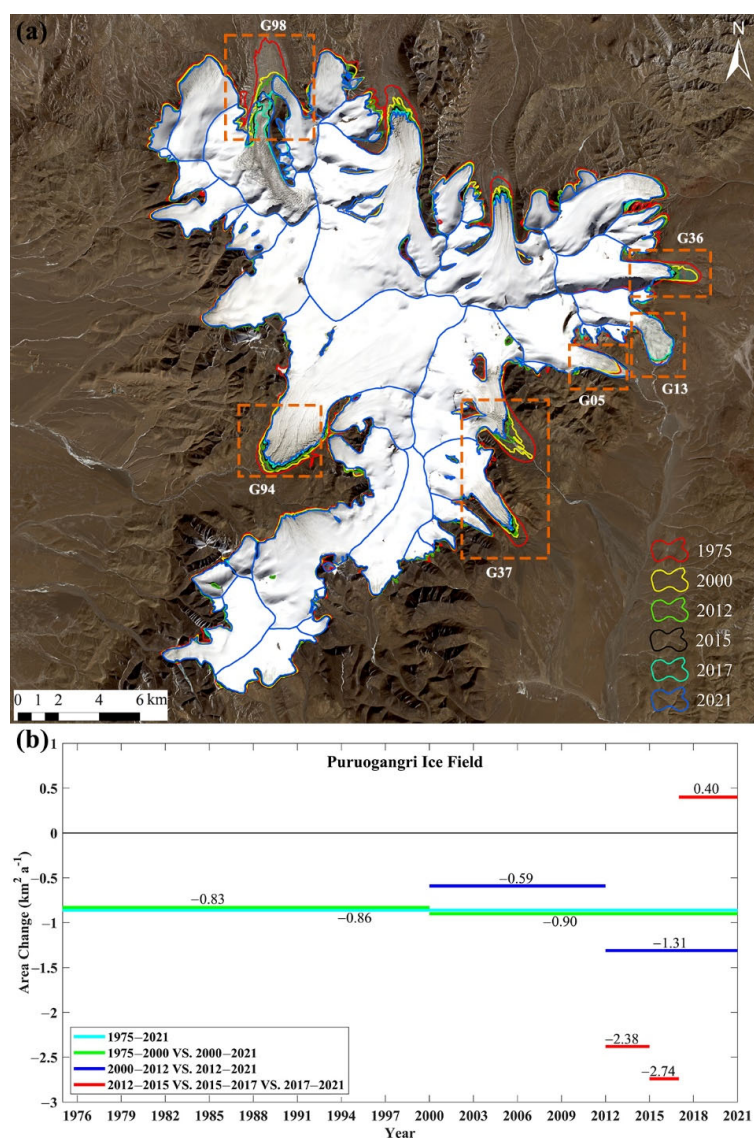 (a)
G98
N
G36
G13
G05
G94
G37
1975
2000
2012
2015
2017
2021
0 1 2 4 6 km
(b)
Puruogangri Ice Field
Area Change (km² a⁻¹)
1
0.5
0
−0.5
−1
−1.5
−2
−2.5
−3
0.40
−0.59
−0.83
−0.86
−0.90
−1.31
−2.38
−2.74
1975−2021
1975−2000 VS. 2000−2021
2000−2012 VS. 2012−2021
2012−2015 VS. 2015−2017 VS. 2017−2021
1976 1979 1982 1985 1988 1991 1994 1997 2000 2003 2006 2009 2012 2015 2018 2021
Year